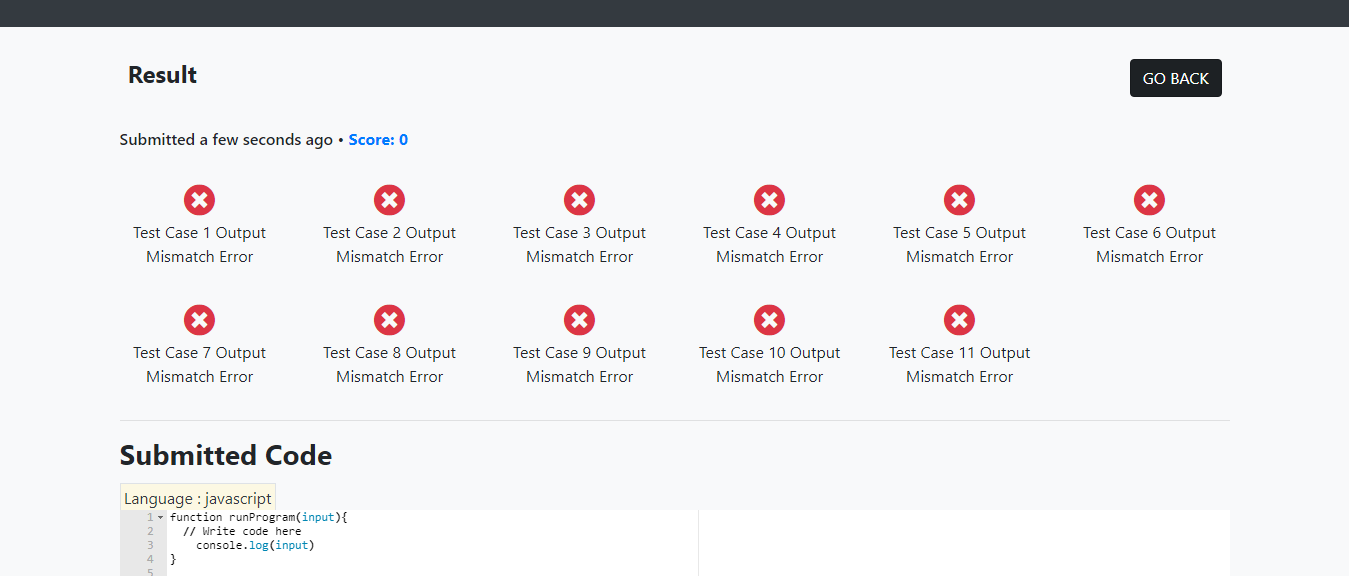 Result
GO BACK
Submitted a few seconds ago • Score: 0
Test Case 1 Output
Mismatch Error
Test Case 2 Output
Mismatch Error
Test Case 3 Output
Mismatch Error
Test Case 4 Output
Mismatch Error
Test Case 5 Output
Mismatch Error
Test Case 6 Output
Mismatch Error
Test Case 7 Output
Mismatch Error
Test Case 8 Output
Mismatch Error
Test Case 9 Output
Mismatch Error
Test Case 10 Output
Mismatch Error
Test Case 11 Output
Mismatch Error
Submitted Code
Language : javascript
1 function runProgram(input){
2 // Write code here
3 console.log(input)
4 }
5